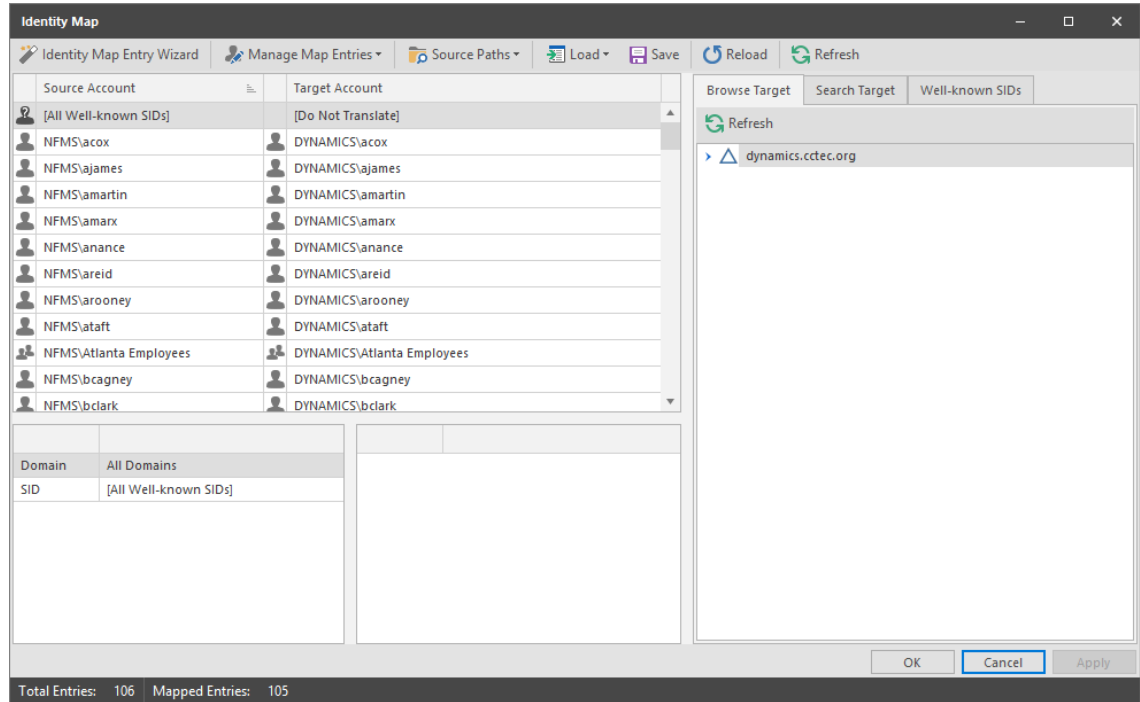 Identity Map
Identity Map Entry Wizard Manage Map Entries Source Paths Load Save Reload Refresh
Source Account Target Account
[All Well-known SIDs] [Do Not Translate]
NFMS\acox DYNAMICS\acox
NFMS\ajames DYNAMICS\ajames
NFMS\amartin DYNAMICS\amartin
NFMS\amarx DYNAMICS\amarx
NFMS\anance DYNAMICS\anance
NFMS\areid DYNAMICS\areid
NFMS\arooney DYNAMICS\arooney
NFMS\ataft DYNAMICS\ataft
NFMS\Atlanta Employees DYNAMICS\Atlanta Employees
NFMS\bcagney DYNAMICS\bcagney
NFMS\bclark DYNAMICS\bclark
Domain All Domains
SID [All Well-known SIDs]
Browse Target Search Target Well-known SIDs
Refresh
dynamics.cctec.org
OK Cancel Apply
Total Entries: 106 Mapped Entries: 105